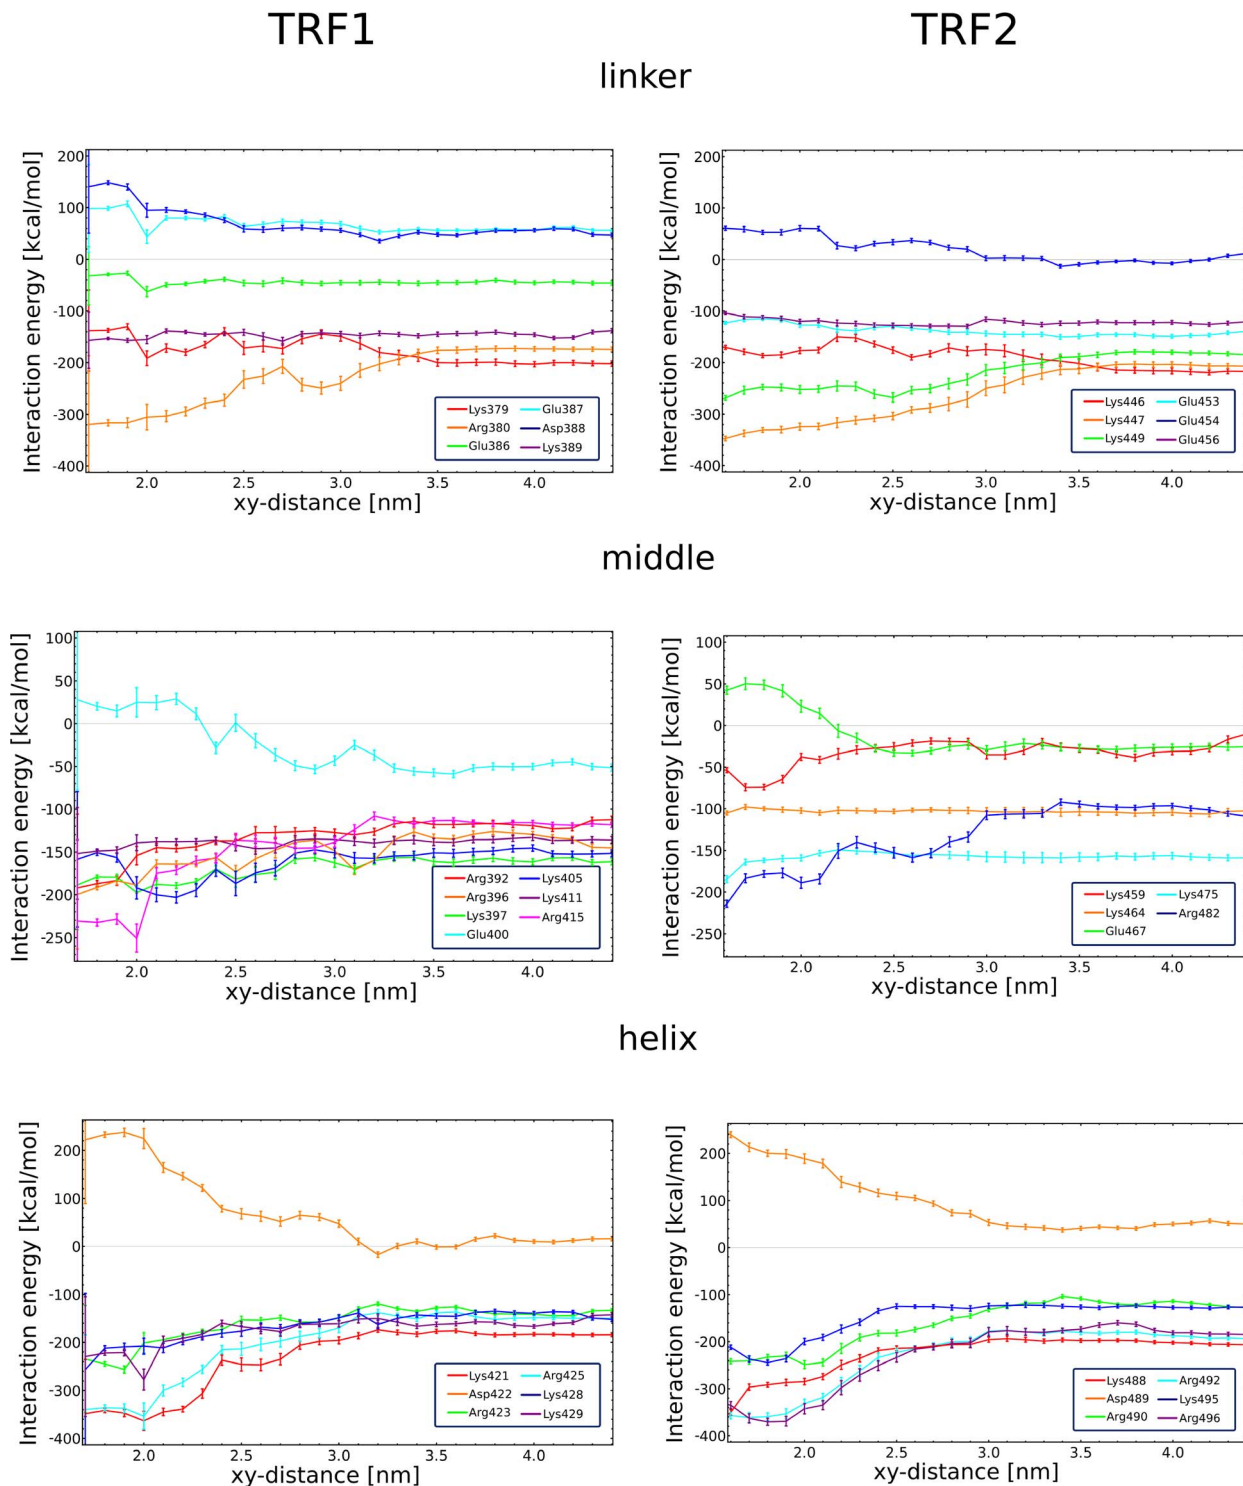 TRF1 TRF2
linker
Interaction energy [kcal/mol]
200
100
0
-100
-200
-300
-400
2.0 2.5 3.0 3.5 4.0
xy-distance [nm]
Lys379 Glu387
Arg380 Asp388
Glu386 Lys389
Interaction energy [kcal/mol]
200
100
0
-100
-200
-300
-400
2.0 2.5 3.0 3.5 4.0
xy-distance [nm]
Lys446 Glu453
Lys447 Glu454
Lys449 Glu456
middle
Interaction energy [kcal/mol]
100
50
0
-50
-100
-150
-200
-250
2.0 2.5 3.0 3.5 4.0
xy-distance [nm]
Arg392 Lys405
Arg396 Lys411
Lys397 Arg415
Glu400
Interaction energy [kcal/mol]
100
50
0
-50
-100
-150
-200
-250
2.0 2.5 3.0 3.5 4.0
xy-distance [nm]
Lys459 Lys475
Lys464 Arg482
Glu467
helix
Interaction energy [kcal/mol]
200
100
0
-100
-200
-300
-400
2.0 2.5 3.0 3.5 4.0
xy-distance [nm]
Lys421 Arg425
Asp422 Lys428
Arg423 Lys429
Interaction energy [kcal/mol]
200
100
0
-100
-200
-300
-400
2.0 2.5 3.0 3.5 4.0
xy-distance [nm]
Lys488 Arg492
Asp489 Lys495
Arg490 Arg496